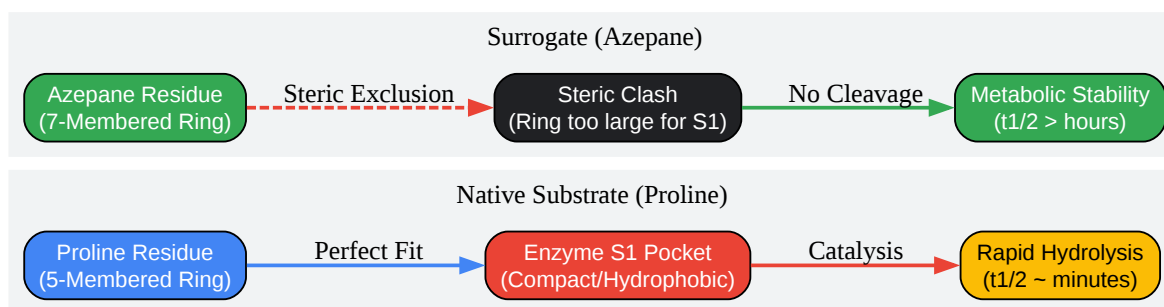 Surrogate (Azepane)
Azepane Residue
(7-Membered Ring)
Steric Exclusion
Steric Clash
(Ring too large for S1)
No Cleavage
Metabolic Stability
(t1/2 > hours)
Native Substrate (Proline)
Proline Residue
(5-Membered Ring)
Perfect Fit
Enzyme S1 Pocket
(Compact/Hydrophobic)
Catalysis
Rapid Hydrolysis
(t1/2 ~ minutes)